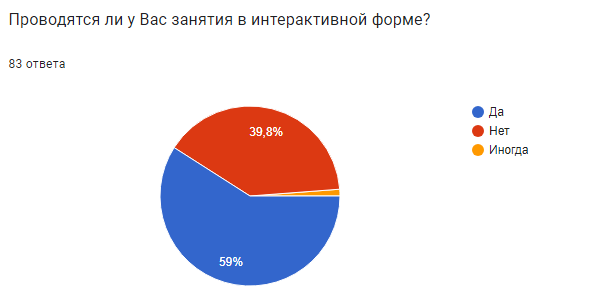 Проводятся ли у Вас занятия в интерактивной форме?
83 ответа
39,8%
59%
Да
Нет
Иногда